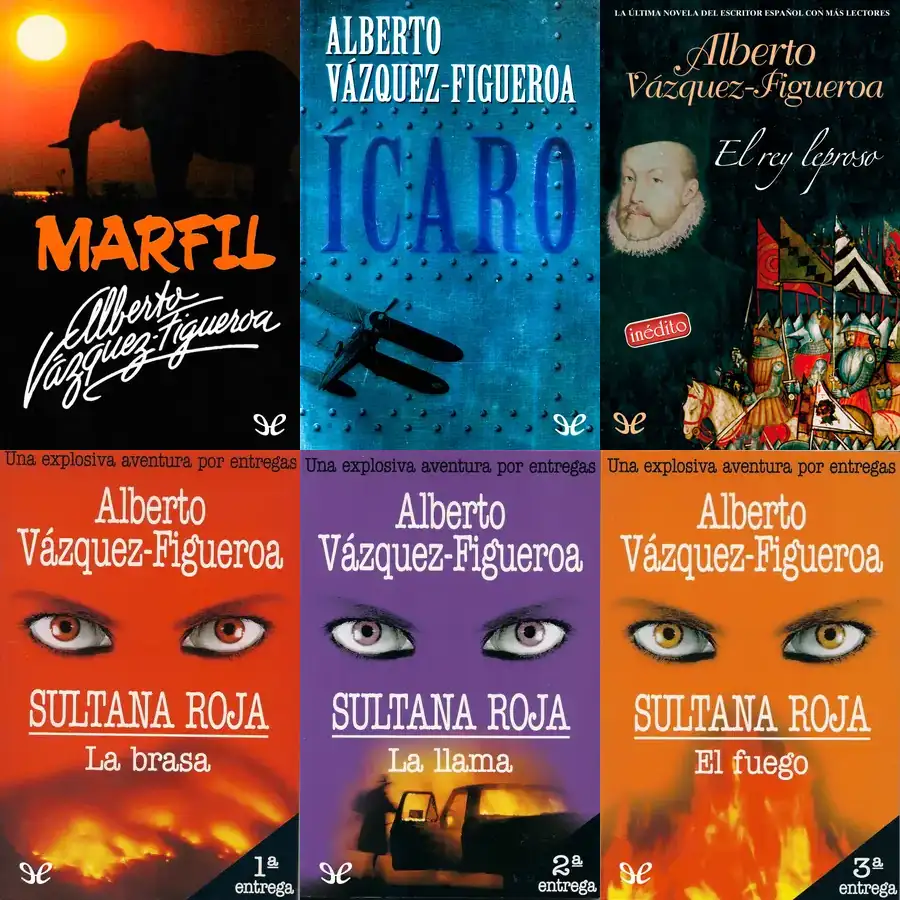 MARFIL
Alberto
Vázquez-Figueroa
ALBERTO
VÁZQUEZ-FIGUEROA
ÍCARO
LA ÚLTIMA NOVELA DEL ESCRITOR ESPAÑOL CON MÁS LECTORES
Alberto
Vázquez-Figueroa
El rey leproso
inédito
Una explosiva aventura por entregas
Alberto
Vázquez-Figueroa
SULTANA ROJA
La brasa
1ª
entrega
Una explosiva aventura por entregas
Alberto
Vázquez-Figueroa
SULTANA ROJA
La llama
2ª
entrega
Una explosiva aventura por entregas
Alberto
Vázquez-Figueroa
SULTANA ROJA
El fuego
3ª
entrega